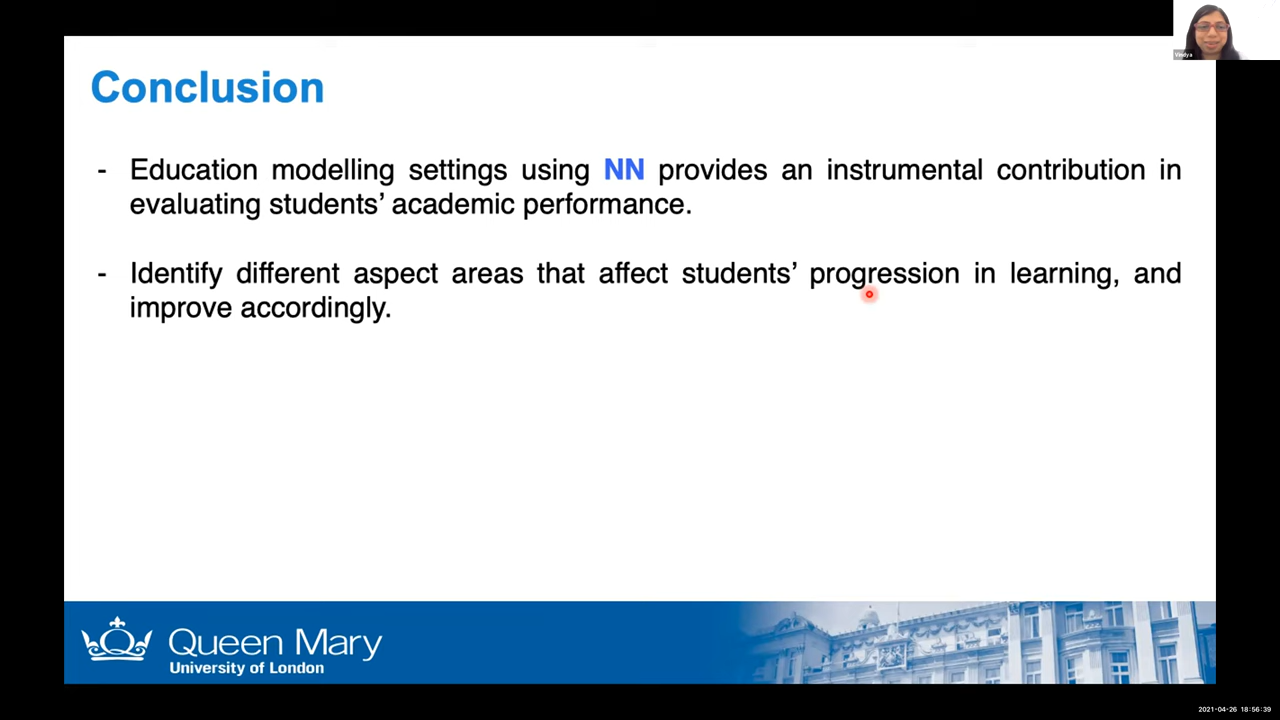 Vindya
Conclusion
- Education modelling settings using NN provides an instrumental contribution in
evaluating students’ academic performance.
- Identify different aspect areas that affect students’ progression in learning, and
improve accordingly.
Queen Mary
University of London
2021-04-26 18:56:39